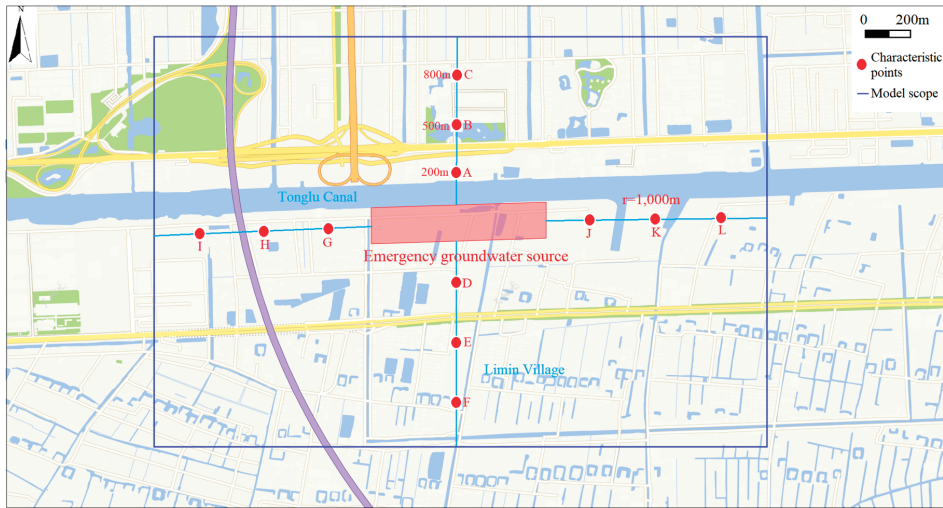 N
0 200m
Characteristic
points
Model scope
800m C
500m B
200m A
Tonglu Canal
r=1,000m
I
H
G
J
K
L
Emergency groundwater source
D
E
Limin Village
F